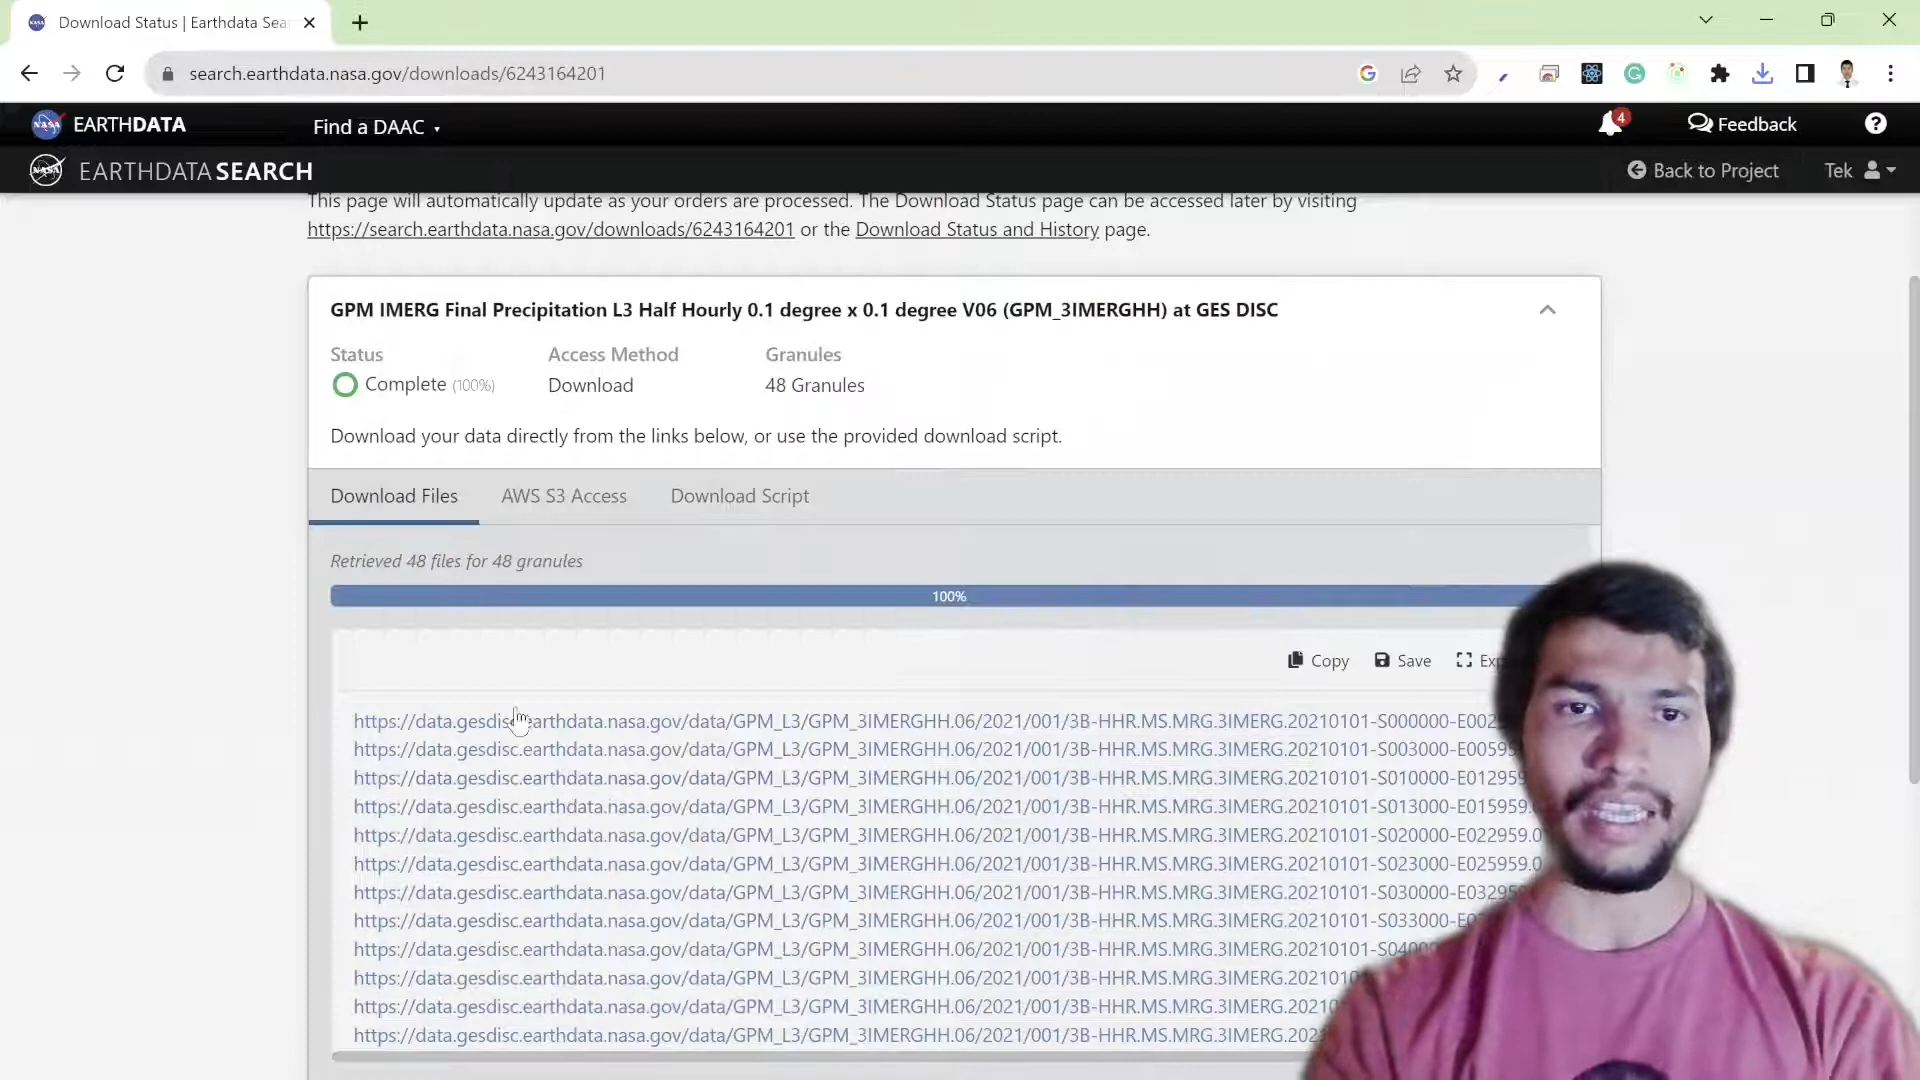 Download Status | Earthdata Sea
search.earthdata.nasa.gov/downloads/6243164201
NASA EARTHDATA Find a DAAC 4 Feedback ?
NASA EARTHDATA SEARCH Back to Project Tek
This page will automatically update as your orders are processed. The Download Status page can be accessed later by visiting
https://search.earthdata.nasa.gov/downloads/6243164201 or the Download Status and History page.
GPM IMERG Final Precipitation L3 Half Hourly 0.1 degree x 0.1 degree V06 (GPM_3IMERGHH) at GES DISC
Status Access Method Granules
Complete (100%) Download 48 Granules
Download your data directly from the links below, or use the provided download script.
Download Files AWS S3 Access Download Script
Retrieved 48 files for 48 granules
100%
Copy Save Exp
https://data.gesdisc.earthdata.nasa.gov/data/GPM_L3/GPM_3IMERGHH.06/2021/001/3B-HHR.MS.MRG.3IMERG.20210101-S000000-E002
https://data.gesdisc.earthdata.nasa.gov/data/GPM_L3/GPM_3IMERGHH.06/2021/001/3B-HHR.MS.MRG.3IMERG.20210101-S003000-E005959
https://data.gesdisc.earthdata.nasa.gov/data/GPM_L3/GPM_3IMERGHH.06/2021/001/3B-HHR.MS.MRG.3IMERG.20210101-S010000-E012959
https://data.gesdisc.earthdata.nasa.gov/data/GPM_L3/GPM_3IMERGHH.06/2021/001/3B-HHR.MS.MRG.3IMERG.20210101-S013000-E015959.
https://data.gesdisc.earthdata.nasa.gov/data/GPM_L3/GPM_3IMERGHH.06/2021/001/3B-HHR.MS.MRG.3IMERG.20210101-S020000-E022959.0
https://data.gesdisc.earthdata.nasa.gov/data/GPM_L3/GPM_3IMERGHH.06/2021/001/3B-HHR.MS.MRG.3IMERG.20210101-S023000-E025959.0
https://data.gesdisc.earthdata.nasa.gov/data/GPM_L3/GPM_3IMERGHH.06/2021/001/3B-HHR.MS.MRG.3IMERG.20210101-S030000-E032959
https://data.gesdisc.earthdata.nasa.gov/data/GPM_L3/GPM_3IMERGHH.06/2021/001/3B-HHR.MS.MRG.3IMERG.20210101-S033000-E0
https://data.gesdisc.earthdata.nasa.gov/data/GPM_L3/GPM_3IMERGHH.06/2021/001/3B-HHR.MS.MRG.3IMERG.20210101-S0400
https://data.gesdisc.earthdata.nasa.gov/data/GPM_L3/GPM_3IMERGHH.06/2021/001/3B-HHR.MS.MRG.3IMERG.2021010
https://data.gesdisc.earthdata.nasa.gov/data/GPM_L3/GPM_3IMERGHH.06/2021/001/3B-HHR.MS.MRG.3IMERG.20210
https://data.gesdisc.earthdata.nasa.gov/data/GPM_L3/GPM_3IMERGHH.06/2021/001/3B-HHR.MS.MRG.3IMERG.202